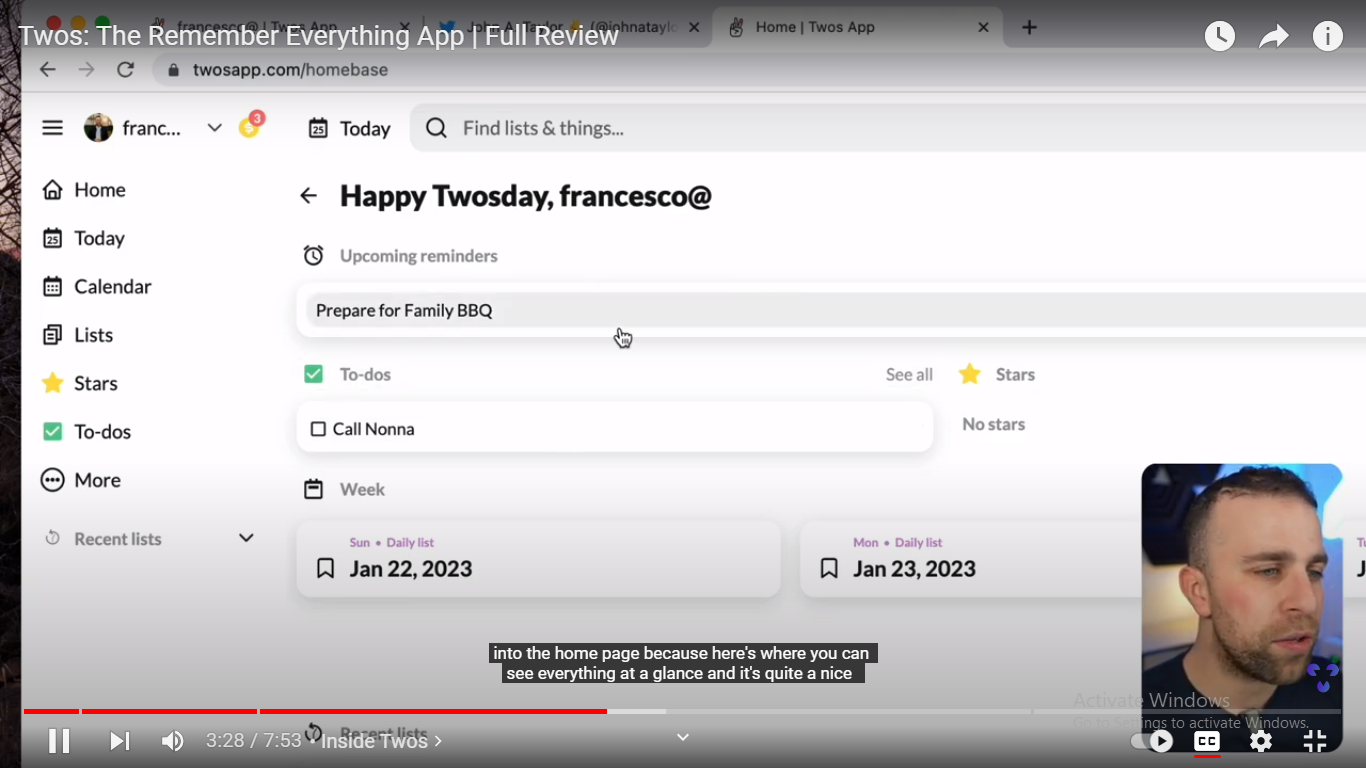 francesco@ | Twos App
John A. Taylor (@johnataylo
Home | Twos App
Twos: The Remember Everything App | Full Review
twosapp.com/homebase
franc...
3
25
Today
Find lists & things...
Home
25
Today
Calendar
Lists
Stars
To-dos
More
Recent lists
Happy Twosday, francesco@
Upcoming reminders
Prepare for Family BBQ
To-dos
See all
Stars
Call Nonna
No stars
Week
Sun • Daily list
Jan 22, 2023
Mon • Daily list
Jan 23, 2023
into the home page because here's where you can
see everything at a glance and it's quite a nice
Activate Windows
Go to Settings to activate Windows.
Recent lists
3:28 / 7:53 • Inside Twos >
CC